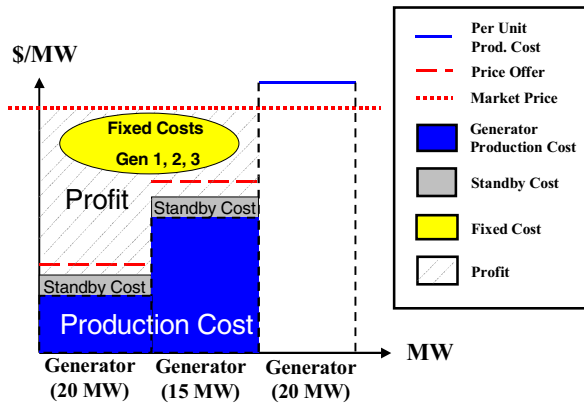 $/MW
Fixed Costs
Gen 1, 2, 3
Profit
Standby Cost
Standby Cost
Production Cost
MW
Generator
(20 MW)
Generator
(15 MW)
Generator
(20 MW)
Per Unit
Prod. Cost
Price Offer
Market Price
Generator
Production Cost
Standby Cost
Fixed Cost
Profit